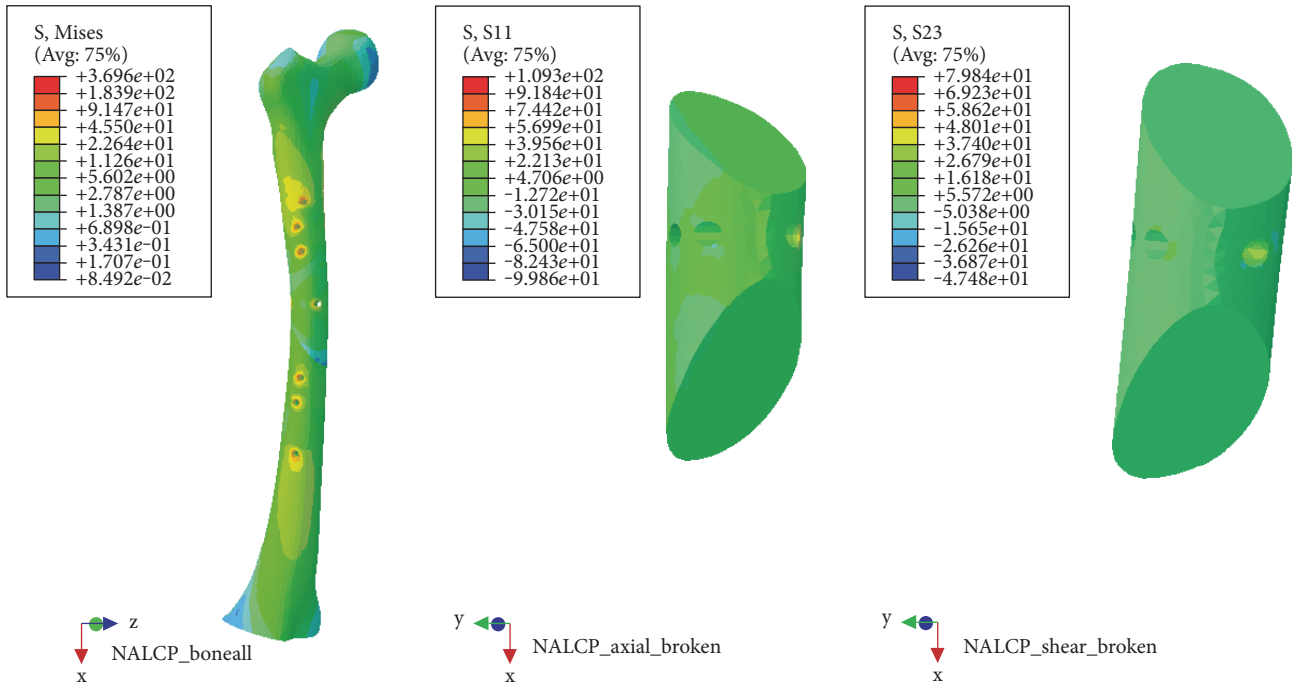 S, Mises
(Avg: 75%)
+3.696e+02
+1.839e+02
+9.147e+01
+4.550e+01
+2.264e+01
+1.126e+01
+5.602e+00
+2.787e+00
+1.387e+00
+6.898e−01
+3.431e−01
+1.707e−01
+8.492e−02
z
x
NALCP_boneall
S, S11
(Avg: 75%)
+1.093e+02
+9.184e+01
+7.442e+01
+5.699e+01
+3.956e+01
+2.213e+01
+4.706e+00
−1.272e+01
−3.015e+01
−4.758e+01
−6.500e+01
−8.243e+01
−9.986e+01
y
x
NALCP_axial_broken
S, S23
(Avg: 75%)
+7.984e+01
+6.923e+01
+5.862e+01
+4.801e+01
+3.740e+01
+2.679e+01
+1.618e+01
+5.572e+00
−5.038e+00
−1.565e+01
−2.626e+01
−3.687e+01
−4.748e+01
y
x
NALCP_shear_broken